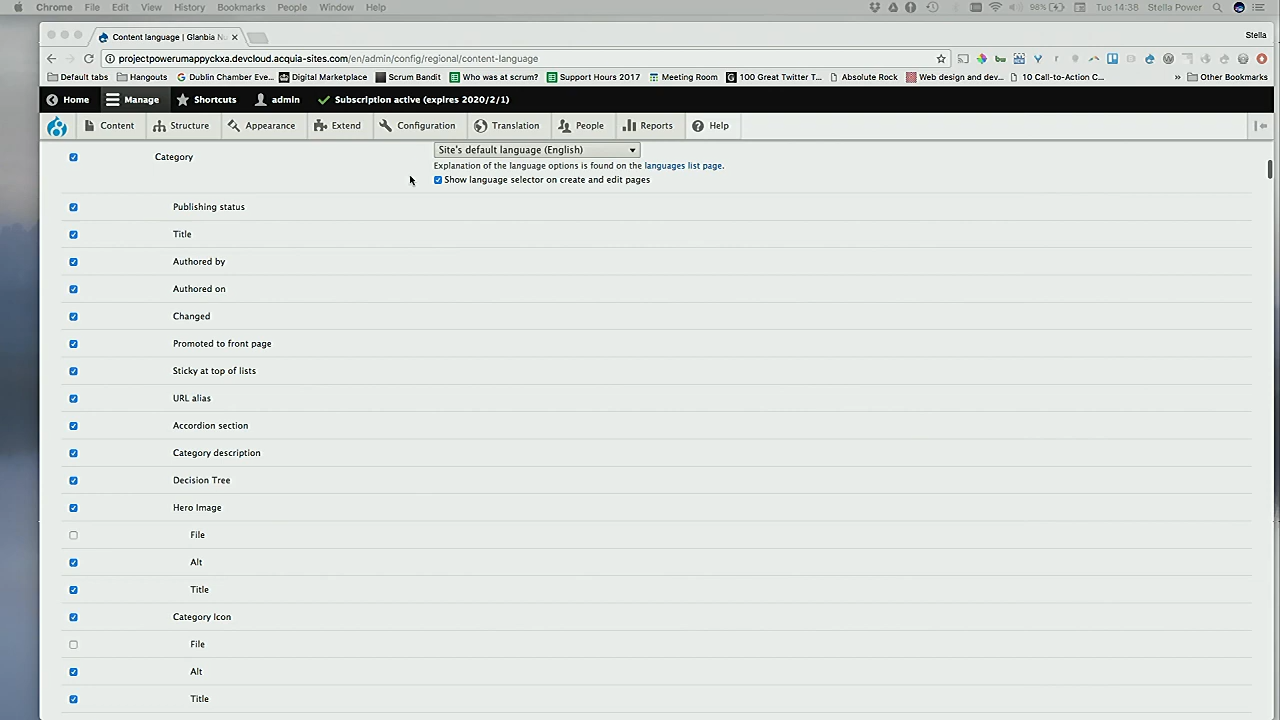 Chrome File Edit View History Bookmarks People Window Help 98% Tue 14:38 Stella Power
Content language | Glanbia Nu Stella
projectpowerumappyckxa.devcloud.acquia-sites.com/en/admin/config/regional/content-language
Default tabs Hangouts Dublin Chamber Eve... Digital Marketplace Scrum Bandit Who was at scrum? Support Hours 2017 Meeting Room 100 Great Twitter T... Absolute Rock Web design and dev... 10 Call-to-Action C... » Other Bookmarks
Home Manage Shortcuts admin Subscription active (expires 2020/2/1)
Content Structure Appearance Extend Configuration Translation People Reports Help
Category Site's default language (English)
Explanation of the language options is found on the languages list page.
Show language selector on create and edit pages
Publishing status
Title
Authored by
Authored on
Changed
Promoted to front page
Sticky at top of lists
URL alias
Accordion section
Category description
Decision Tree
Hero Image
File
Alt
Title
Category Icon
File
Alt
Title